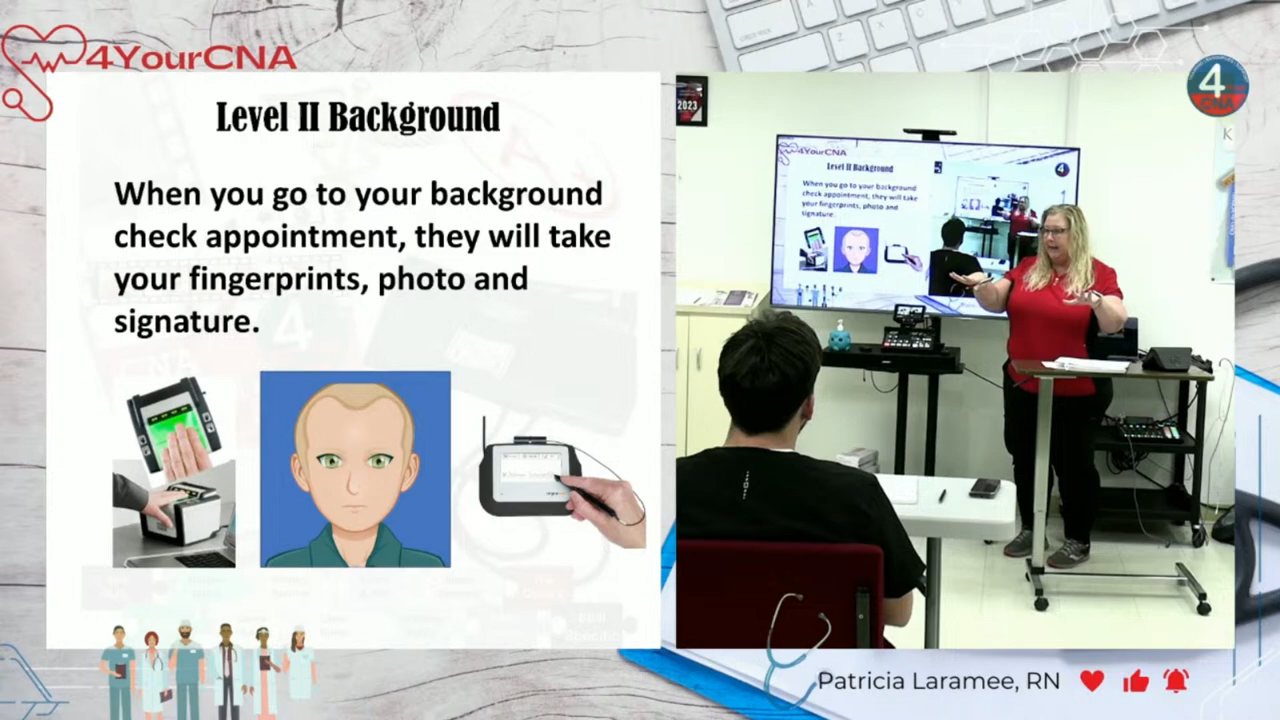 4YourCNA
Level II Background
When you go to your background
check appointment, they will take
your fingerprints, photo and
signature.
2023
4YourCNA
Level II Background
When you go to your background
check appointment, they will take
your fingerprints, photo and
signature.
4
CNA
K
Patricia Laramee, RN